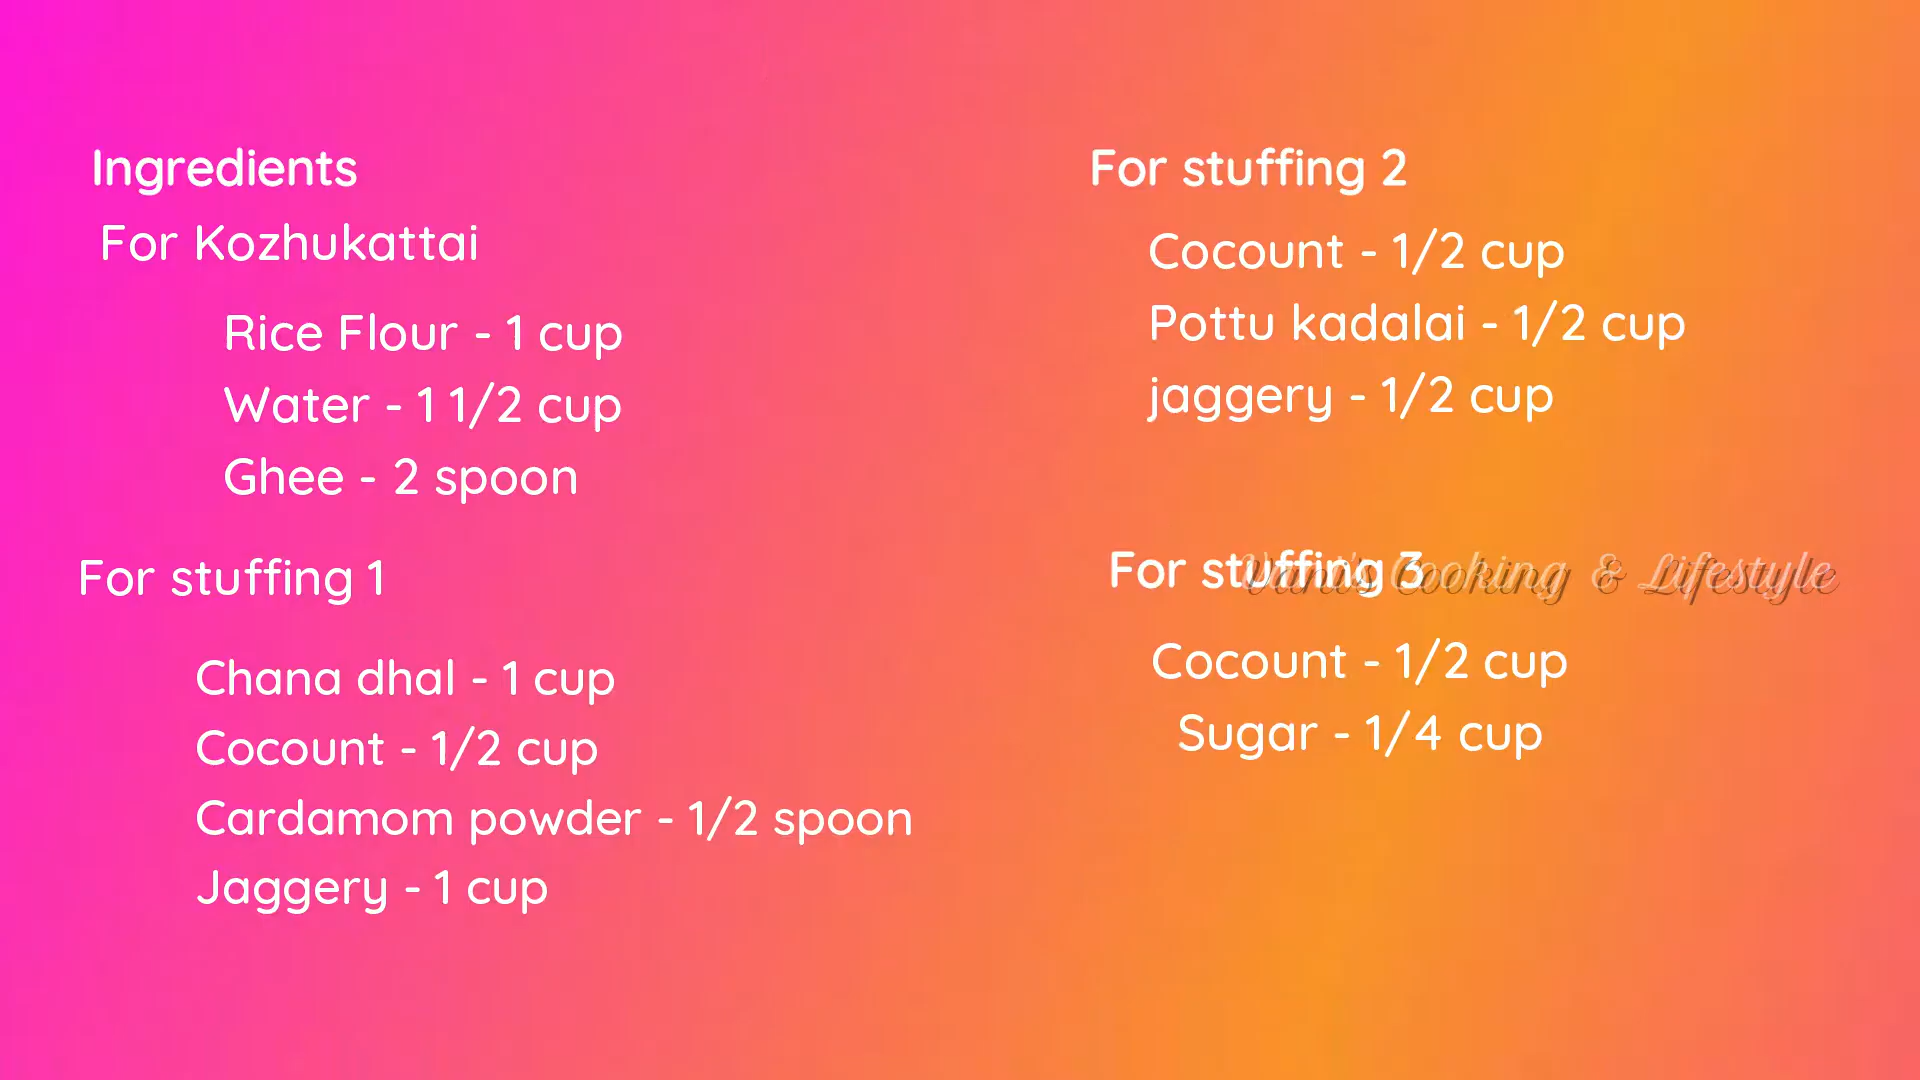 Ingredients
For Kozhukattai
Rice Flour - 1 cup
Water - 1 1/2 cup
Ghee - 2 spoon
For stuffing 1
Chana dhal - 1 cup
Cocount - 1/2 cup
Cardamom powder - 1/2 spoon
Jaggery - 1 cup
For stuffing 2
Cocount - 1/2 cup
Pottu kadalai - 1/2 cup
jaggery - 1/2 cup
For stuffing 3
Cooking & Lifestyle
Cocount - 1/2 cup
Sugar - 1/4 cup